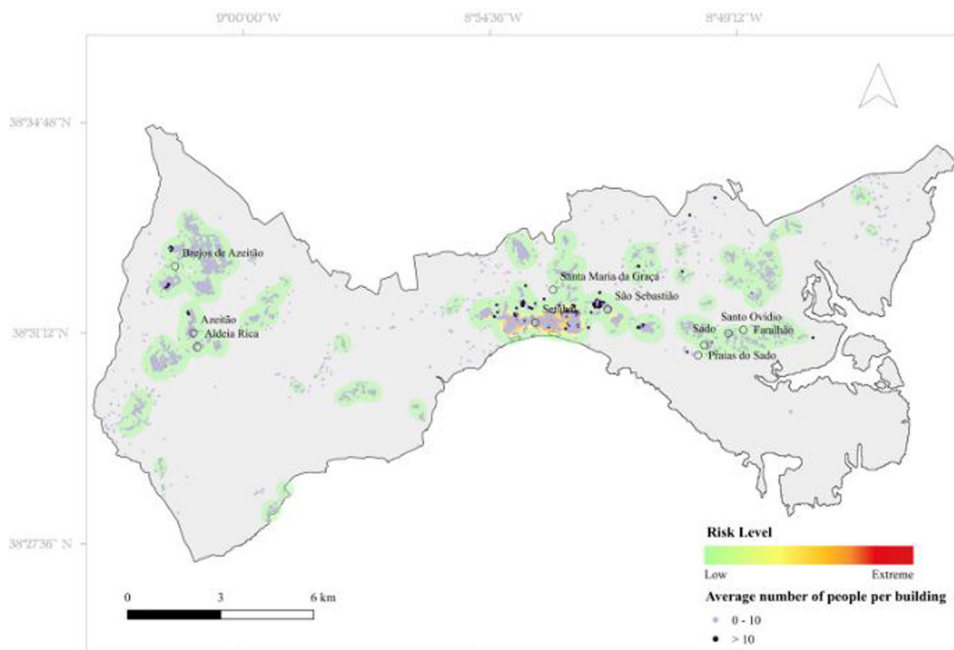 9°00'00"W
8°54'36"W
8°49'12"W
38°34'48"N
38°31'12"N
38°27'36" N
Brejos de Azeitão
Azeitão
Aldeia Rica
Santa Maria da Graça
São Sebastião
Santo Ovídio
Sado
Faralhão
Praias do Sado
0
3
6 km
Risk Level
Low
Extreme
Average number of people per building
0 - 10
> 10